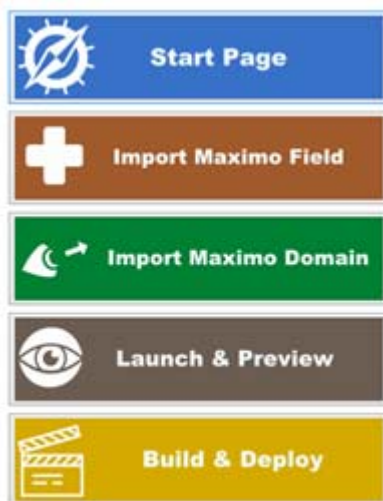 Start Page
Import Maximo Field
Import Maximo Domain
Launch & Preview
Build & Deploy